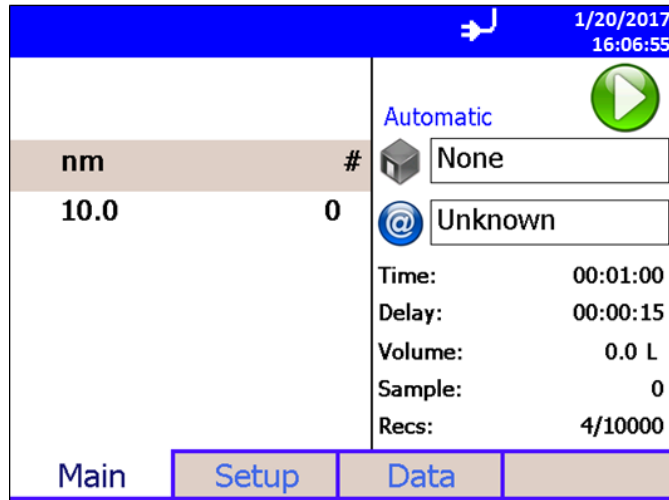 1/20/2017
16:06:55
Automatic
nm #
10.0 0
None
@ Unknown
Time: 00:01:00
Delay: 00:00:15
Volume: 0.0 L
Sample: 0
Recs: 4/10000
Main Setup Data